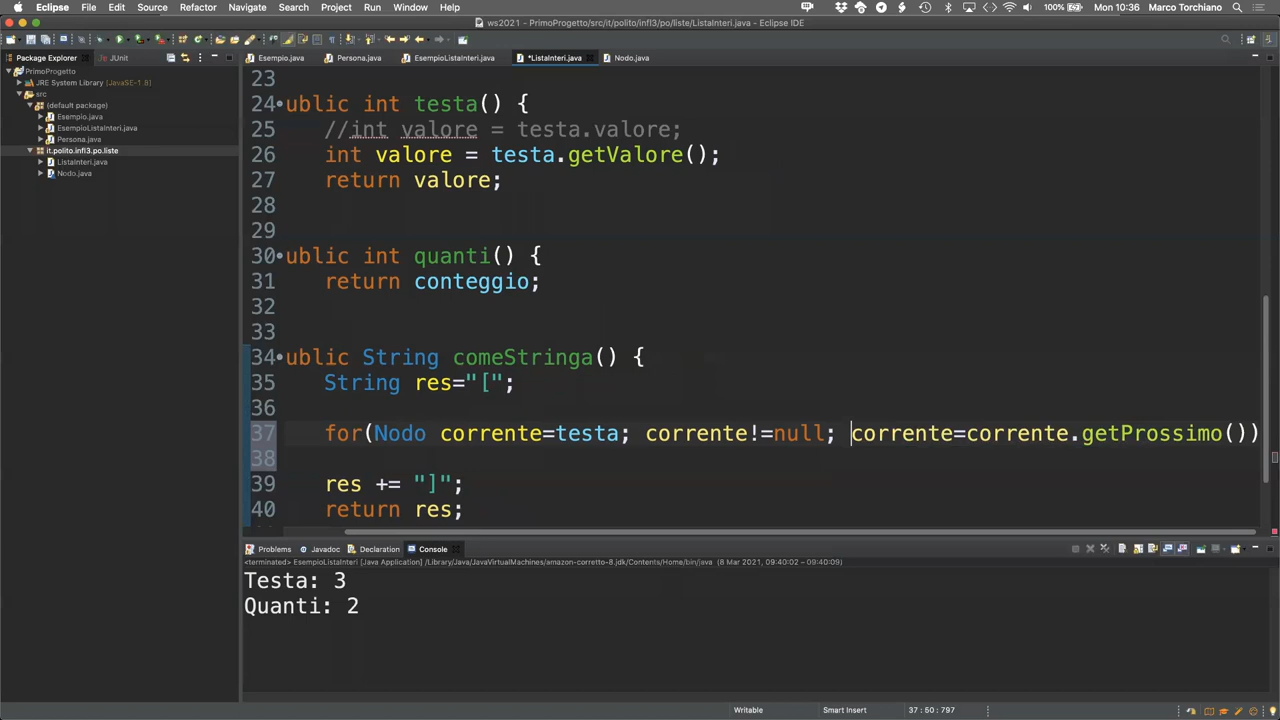 Eclipse File Edit Source Refactor Navigate Search Project Run Window Help 100% Mon 10:36 Marco Torchiano
ws2021 - PrimoProgetto/src/it/polito/infl3/po/liste/ListaInteri.java - Eclipse IDE
Package Explorer JUnit
PrimoProgetto
JRE System Library [JavaSE-1.8]
src
(default package)
Esempio.java
EsempioListaInteri.java
Persona.java
it.polito.infl3.po.liste
ListaInteri.java
Nodo.java
Esempio.java Persona.java EsempioListaInteri.java *ListaInteri.java Nodo.java
23
24 ublic int testa() {
25 //int valore = testa.valore;
26 int valore = testa.getValore();
27 return valore;
28
29
30 ublic int quanti() {
31 return conteggio;
32
33
34 ublic String comeStringa() {
35 String res="[";
36
37 for(Nodo corrente=testa; corrente!=null; corrente=corrente.getProssimo())
38
39 res += "]";
40 return res;
Problems Javadoc Declaration Console
<terminated> EsempioListaInteri [Java Application] /Library/Java/JavaVirtualMachines/amazon-corretto-8.jdk/Contents/Home/bin/java (8 Mar 2021, 09:40:02 – 09:40:09)
Testa: 3
Quanti: 2
Writable Smart Insert 37 : 50 : 797